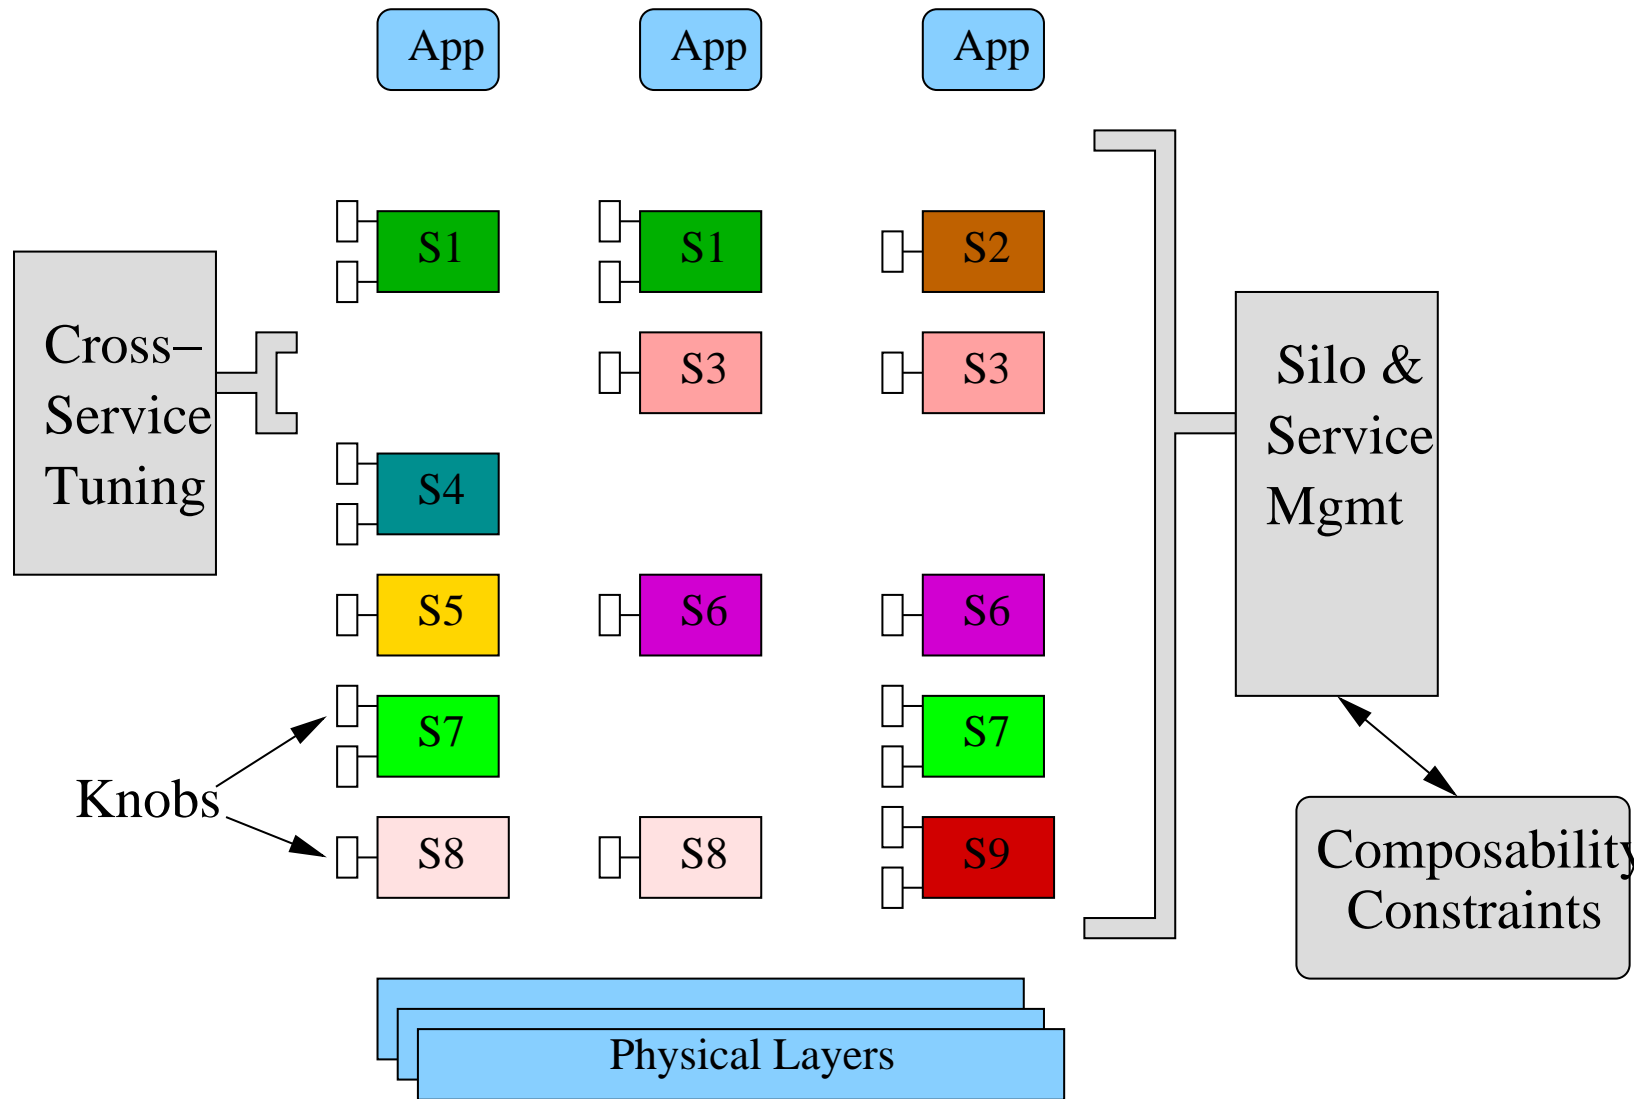 App App App
S1 S1 S2
Cross–
Service
Tuning
S3 S3
Silo &
Service
Mgmt
S4
S5 S6 S6
S7 S7
Knobs
S8 S8 S9
Composability
Constraints
Physical Layers